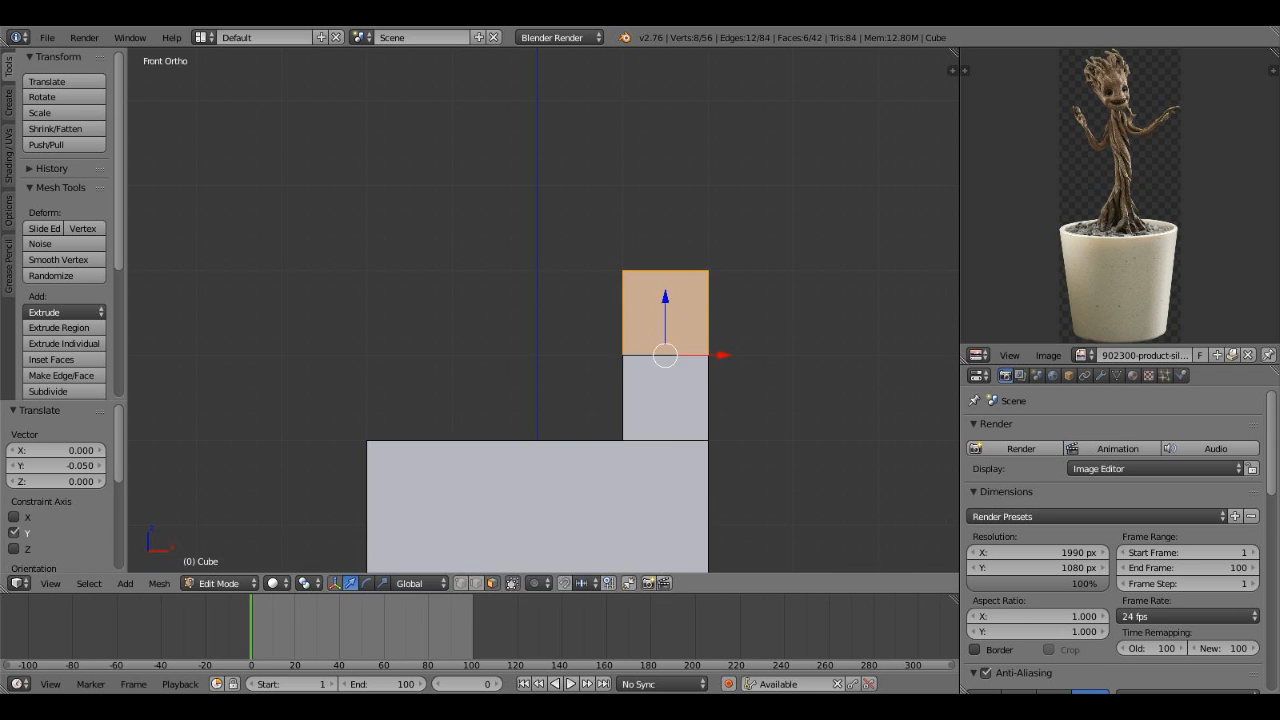 File Render Window Help Default Scene Blender Render v2.76 | Verts:8/56 | Edges:12/84 | Faces:6/42 | Tris:84 | Mem:12.80M | Cube
Tools
Create
Shading / UVs
Options
Grease Pencil
Transform
Translate
Rotate
Scale
Shrink/Fatten
Push/Pull
History
Mesh Tools
Deform:
Slide Ed Vertex
Noise
Smooth Vertex
Randomize
Add:
Extrude
Extrude Region
Extrude Individual
Inset Faces
Make Edge/Face
Subdivide
Translate
Vector
X: 0.000
Y: -0.050
Z: 0.000
Constraint Axis
X
Y
Z
Orientation
Front Ortho
(0) Cube
View Select Add Mesh Edit Mode Global
-100 -80 -60 -40 -20 0 20 40 60 80 100 120 140 160 180 200 220 240 260 280 300
View Marker Frame Playback Start: 1 End: 100 0 No Sync Available
View Image 902300-product-sil... F
Scene
Render
Render Animation Audio
Display: Image Editor
Dimensions
Render Presets
Resolution: Frame Range:
X: 1990 px Start Frame: 1
Y: 1080 px End Frame: 100
100% Frame Step: 1
Aspect Ratio: Frame Rate:
X: 1.000 24 fps
Y: 1.000 Time Remapping:
Border Crop Old: 100 New: 100
Anti-Aliasing